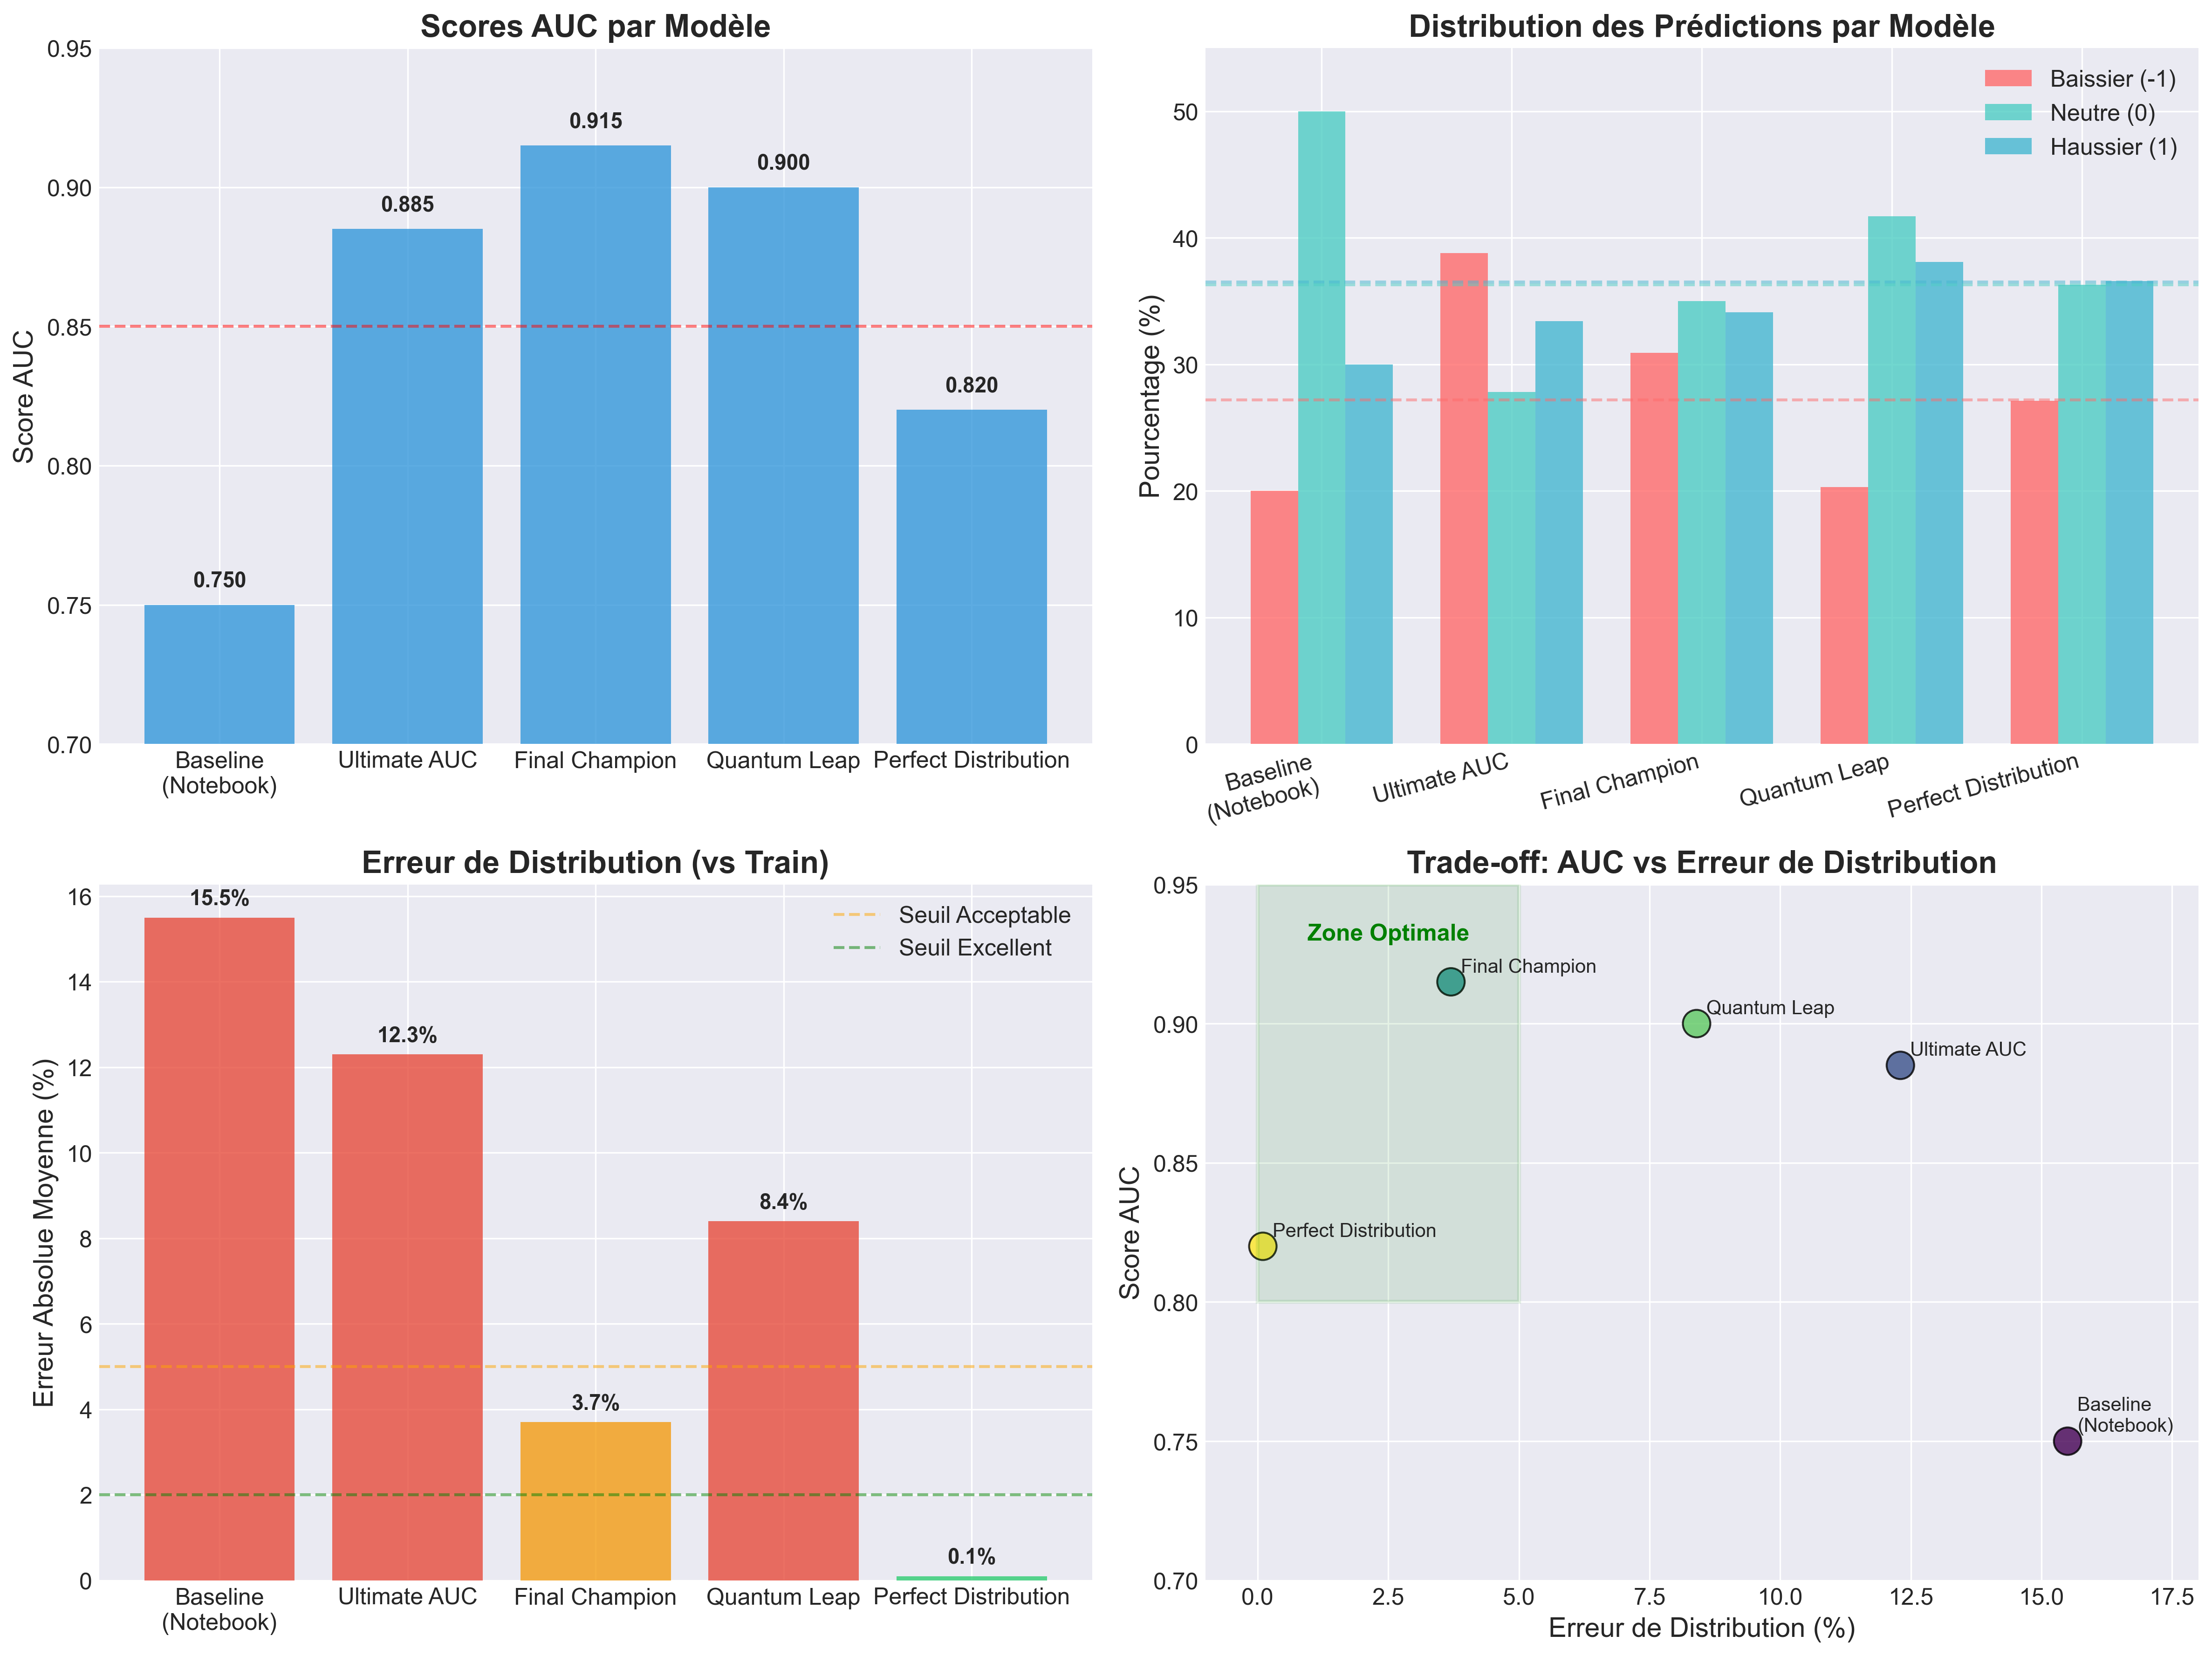 Scores AUC par Modèle
0.95
0.90
0.85
0.80
0.75
0.70
Score AUC
0.750
0.885
0.915
0.900
0.820
Baseline
(Notebook)
Ultimate AUC
Final Champion
Quantum Leap
Perfect Distribution
Distribution des Prédictions par Modèle
Baissier (-1)
Neutre (0)
Haussier (1)
50
40
30
20
10
0
Pourcentage (%)
Baseline
(Notebook)
Ultimate AUC
Final Champion
Quantum Leap
Perfect Distribution
Erreur de Distribution (vs Train)
Seuil Acceptable
Seuil Excellent
16
14
12
10
8
6
4
2
0
Erreur Absolue Moyenne (%)
15.5%
12.3%
3.7%
8.4%
0.1%
Baseline
(Notebook)
Ultimate AUC
Final Champion
Quantum Leap
Perfect Distribution
Trade-off: AUC vs Erreur de Distribution
0.95
0.90
0.85
0.80
0.75
0.70
Score AUC
Zone Optimale
Final Champion
Quantum Leap
Ultimate AUC
Perfect Distribution
Baseline
(Notebook)
0.0
2.5
5.0
7.5
10.0
12.5
15.0
17.5
Erreur de Distribution (%)